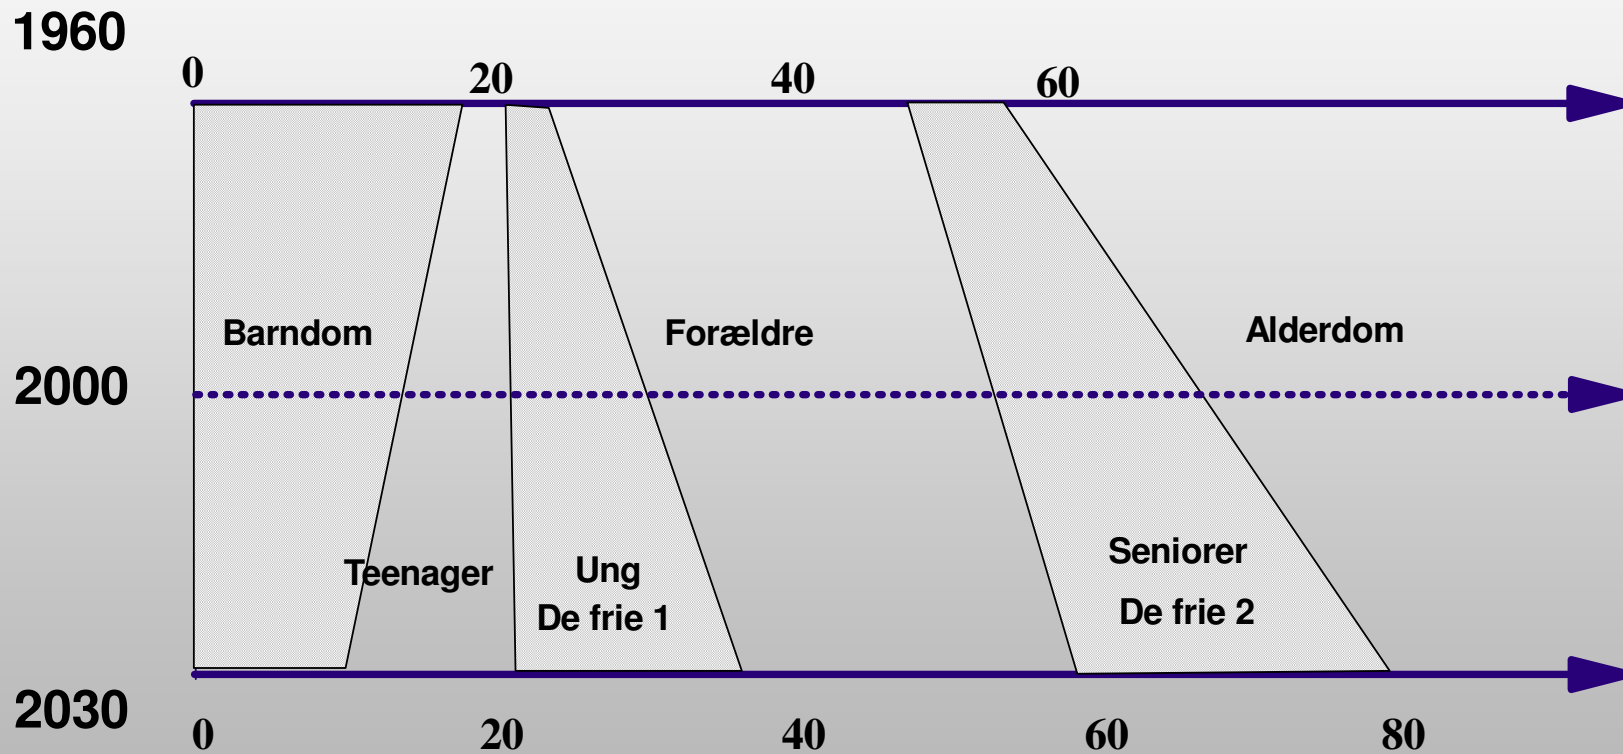 1960
0 20 40 60
Barndom Forældre Alderdom
2000
Teenager Ung Seniorer
De frie 1 De frie 2
2030
0 20 40 60 80